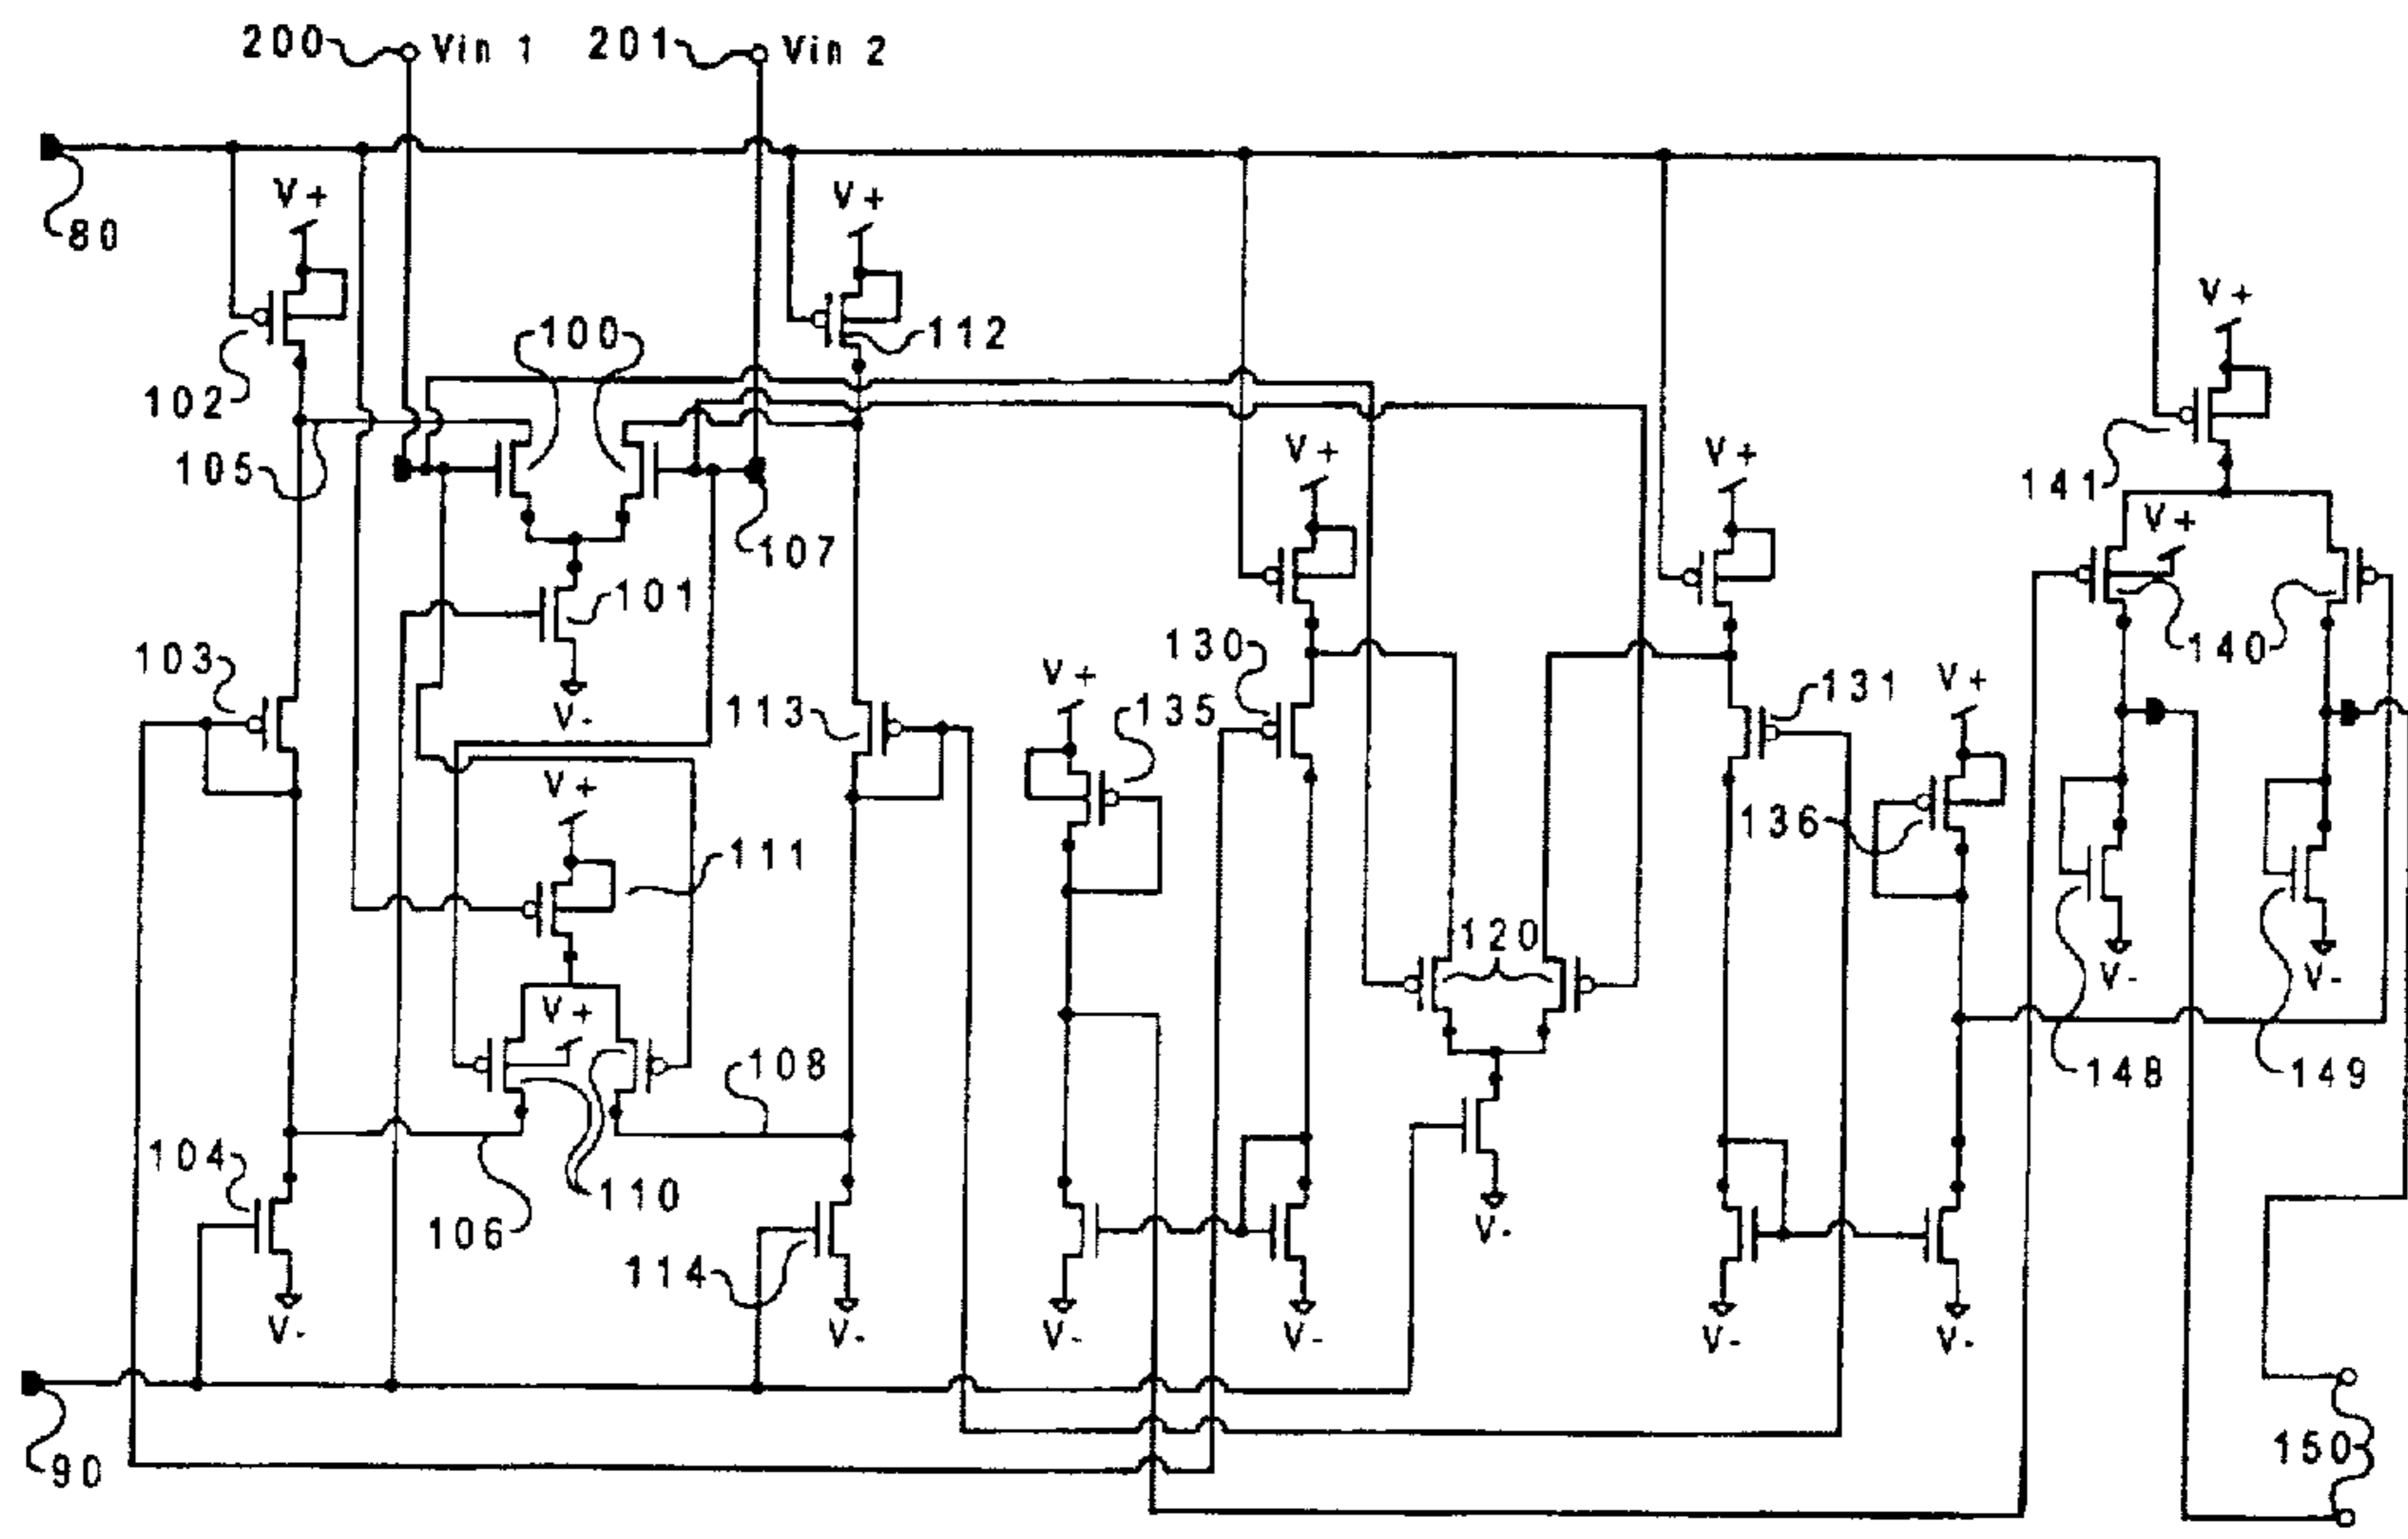 200 Vin 1 201 Vin 2
80
V+ V+
V+
100 112
102
105 V+ V+ 141
V+
107
101
103 130 140
V+ V+
V- 113 135 131
V+
136
111
120
V+
108 V- V-
148 149
104
110
106 V-
114
V- V- V- V- V- V-
90 150